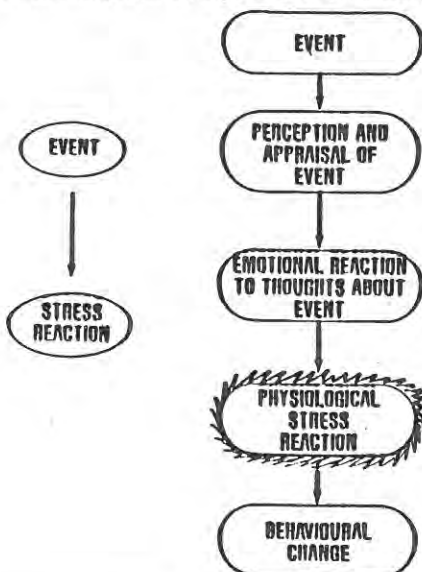 EVENT
STRESS
REACTION
EVENT
PERCEPTION AND
APPRAISAL OF
EVENT
EMOTIONAL REACTION
TO THOUGHTS ABOUT
EVENT
PHYSIOLOGICAL
STRESS
REACTION
BEHAVIOURAL
CHANGE